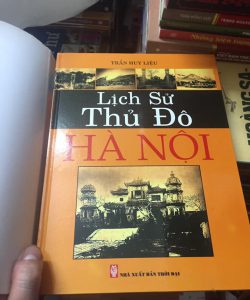 TRẦN HUY LIỆU
Lịch Sử
Thủ Đô
HÀ NỘI
NHÀ XUẤT BẢN THỜI ĐẠI